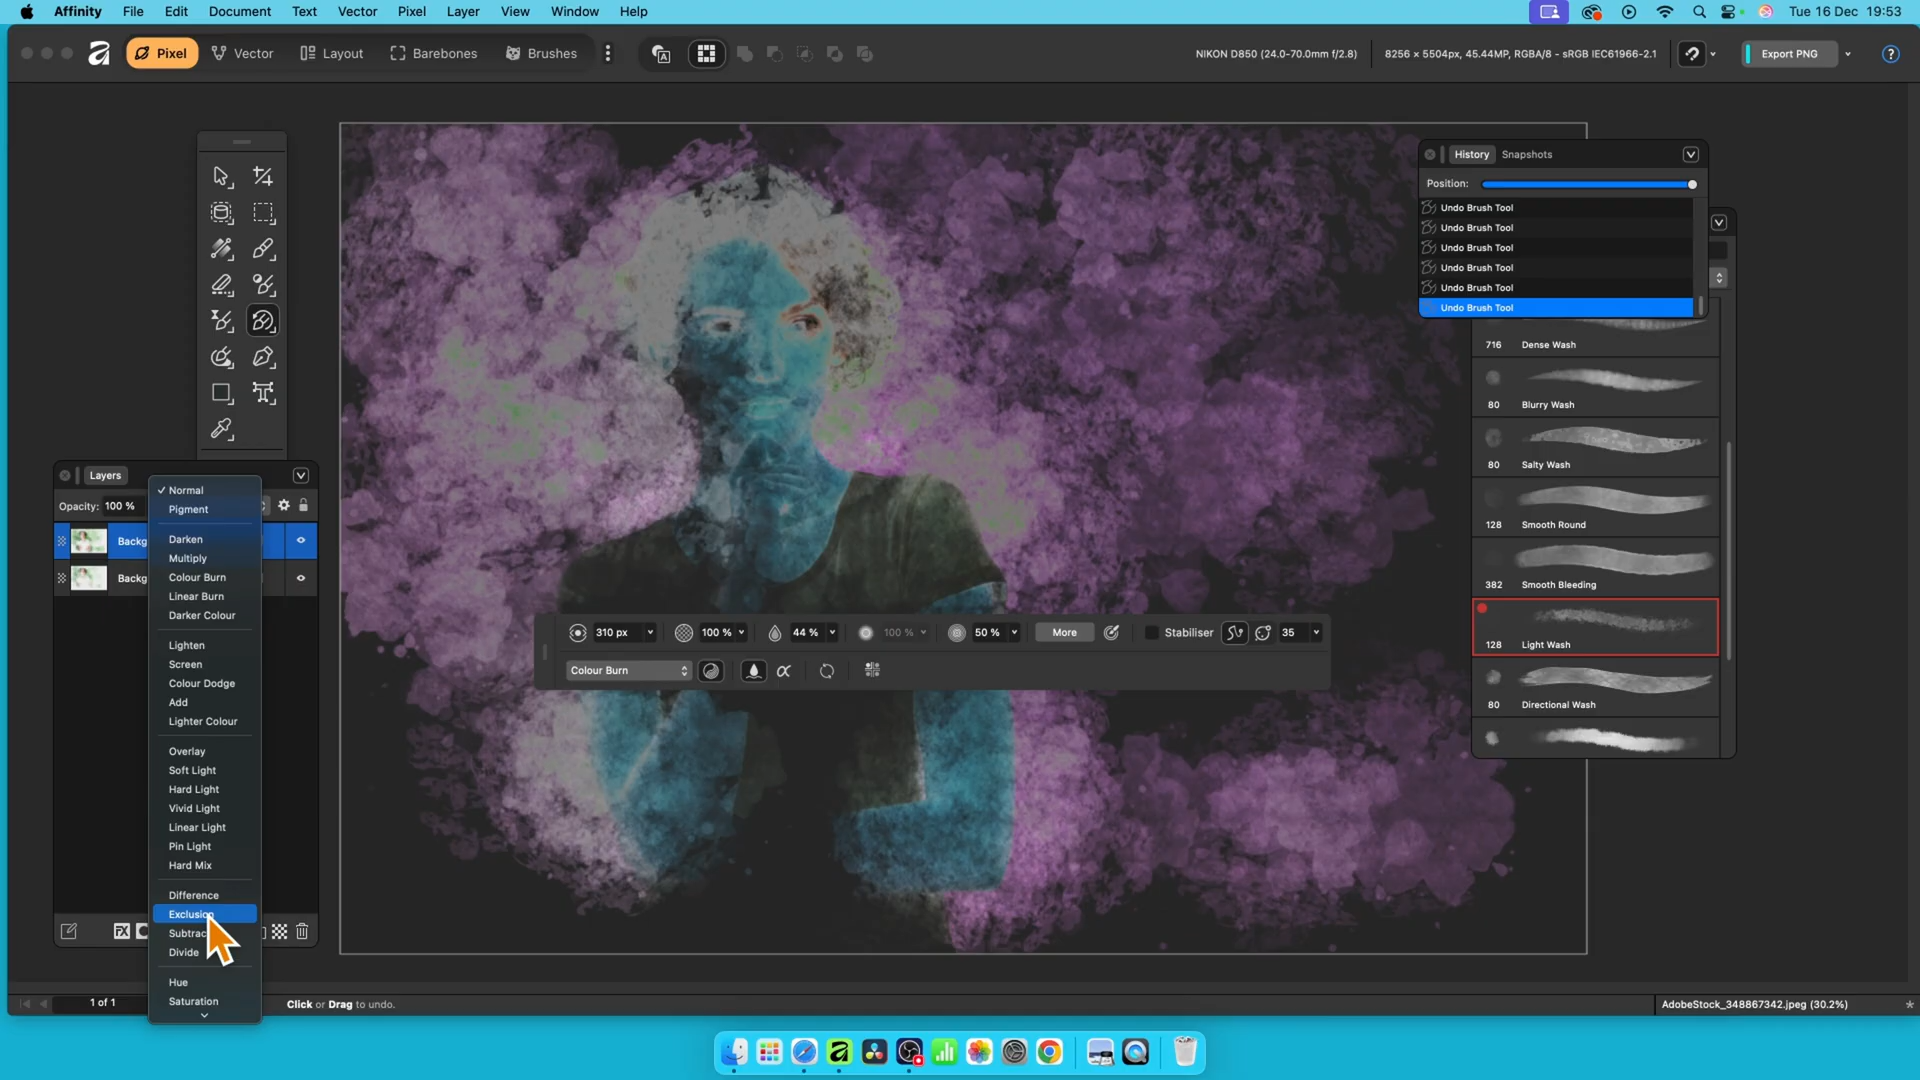 Affinity File Edit Document Text Vector Pixel Layer View Window Help Tue 16 Dec 19:53
Pixel Vector Layout Barebones Brushes NIKON D850 (24.0-70.0mm f/2.8) 8256 × 5504px, 45.44MP, RGBA/8 - sRGB IEC61966-2.1 Export PNG ?
History Snapshots
Position:
Undo Brush Tool
Undo Brush Tool
Undo Brush Tool
Undo Brush Tool
Undo Brush Tool
Undo Brush Tool
716 Dense Wash
80 Blurry Wash
80 Salty Wash
128 Smooth Round
382 Smooth Bleeding
128 Light Wash
80 Directional Wash
Layers
Opacity: 100 %
Backg
Backg
FX
Normal
Pigment
Darken
Multiply
Colour Burn
Linear Burn
Darker Colour
Lighten
Screen
Colour Dodge
Add
Lighter Colour
Overlay
Soft Light
Hard Light
Vivid Light
Linear Light
Pin Light
Hard Mix
Difference
Exclusion
Subtrac
Divide
Hue
Saturation
310 px 100 % 44 % 100 % 50 % More Stabiliser 35
Colour Burn
1 of 1 Click or Drag to undo. AdobeStock_348867342.jpeg (30.2%) *